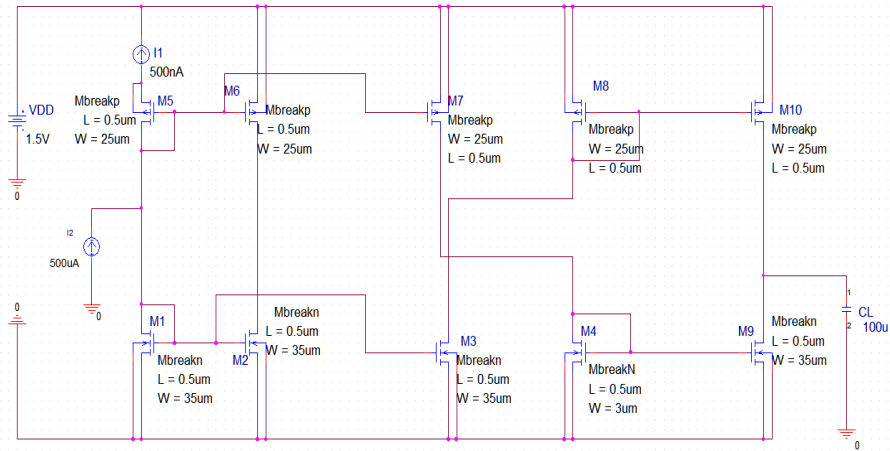 I1
500nA
M5
Mbreakp
L = 0.5um
W = 25um
M6
Mbreakp
L = 0.5um
W = 25um
M7
Mbreakp
W = 25um
L = 0.5um
M8
Mbreakp
W = 25um
L = 0.5um
M10
Mbreakp
W = 25um
L = 0.5um
VDD
1.5V
0
I2
500uA
0
0
M1
Mbreakn
L = 0.5um
W = 35um
Mbreakn
L = 0.5um
W = 35um
M2
M3
Mbreakn
L = 0.5um
W = 35um
M4
MbreakN
L = 0.5um
W = 3um
M9
Mbreakn
L = 0.5um
W = 35um
1
CL
2
100u
0